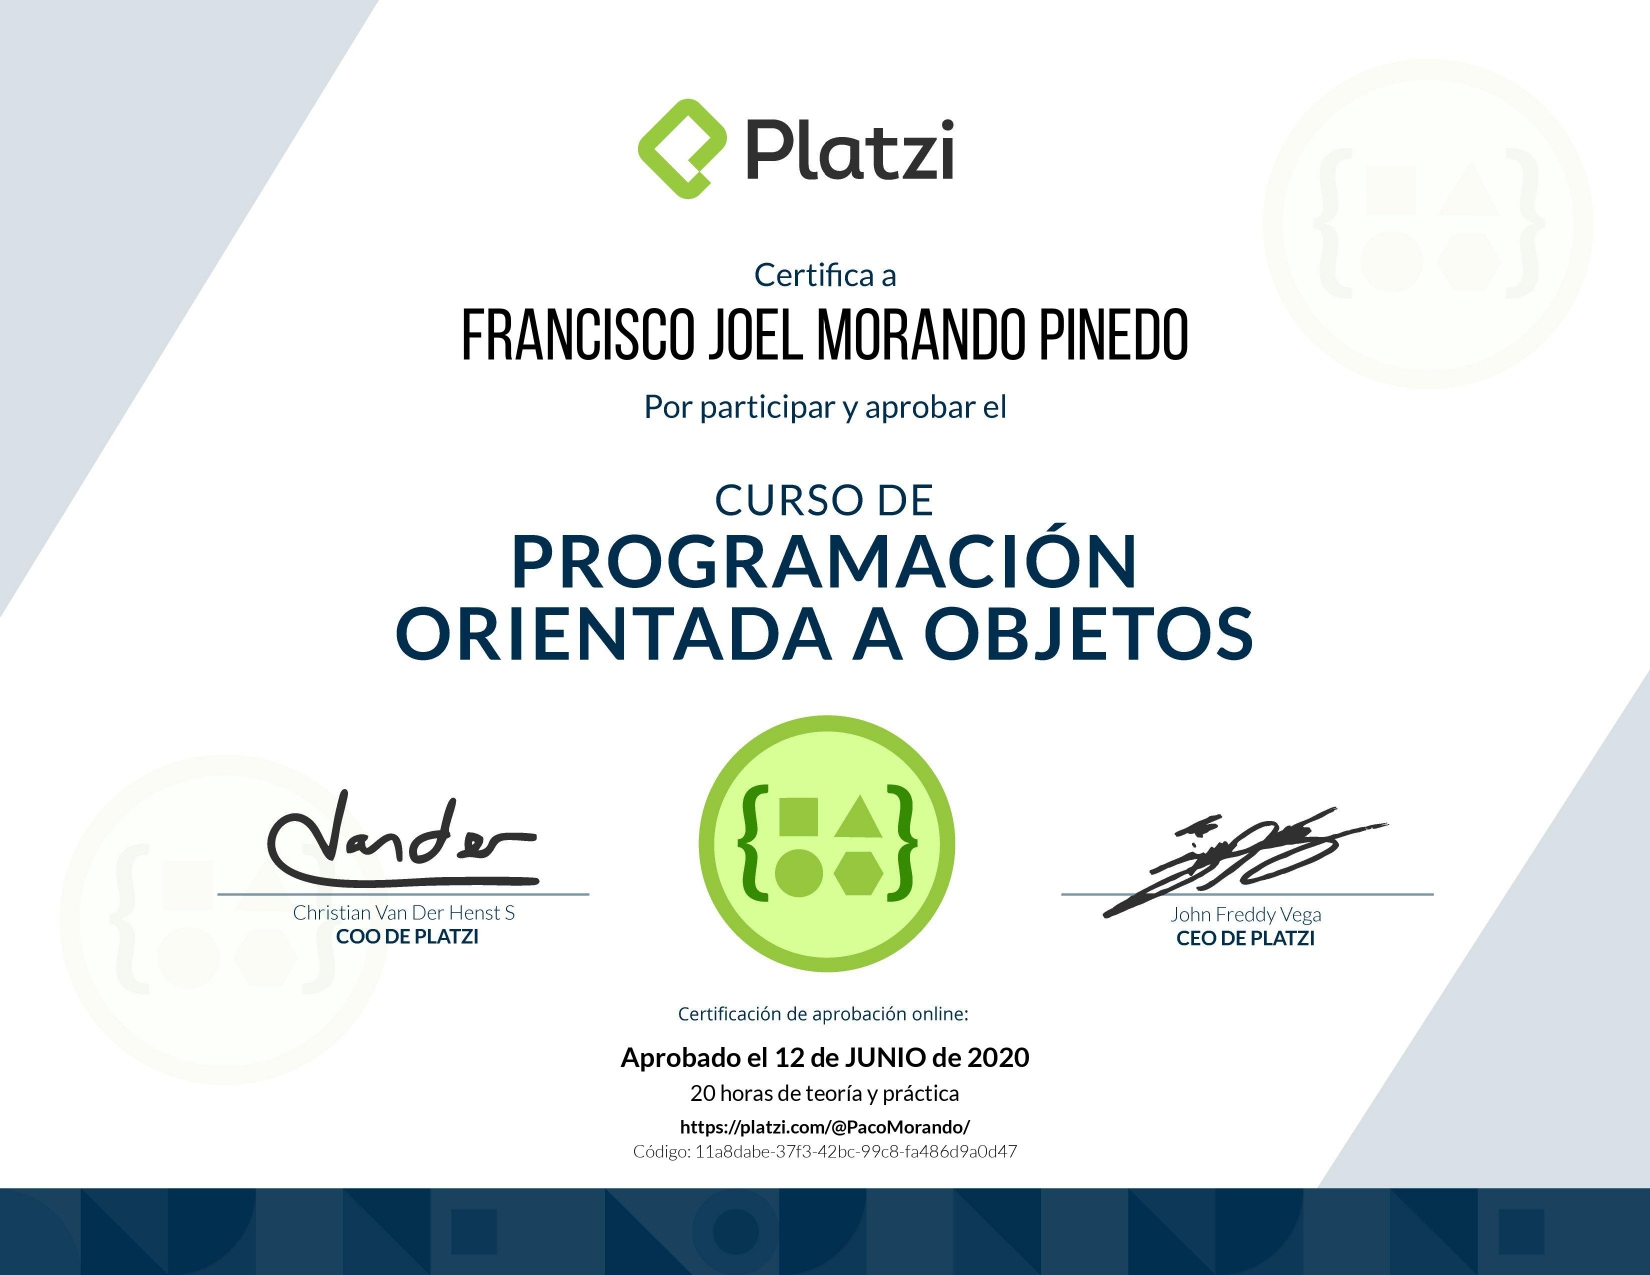 Platzi
Certifica a
FRANCISCO JOEL MORANDO PINEDO
Por participar y aprobar el
CURSO DE
PROGRAMACIÓN
ORIENTADA A OBJETOS
Vander
Christian Van Der Henst S
COO DE PLATZI
John Freddy Vega
CEO DE PLATZI
Certificación de aprobación online:
Aprobado el 12 de JUNIO de 2020
20 horas de teoría y práctica
https://platzi.com/@PacoMorando/
Código: 11a8dabe-37f3-42bc-99c8-fa486d9a0d47